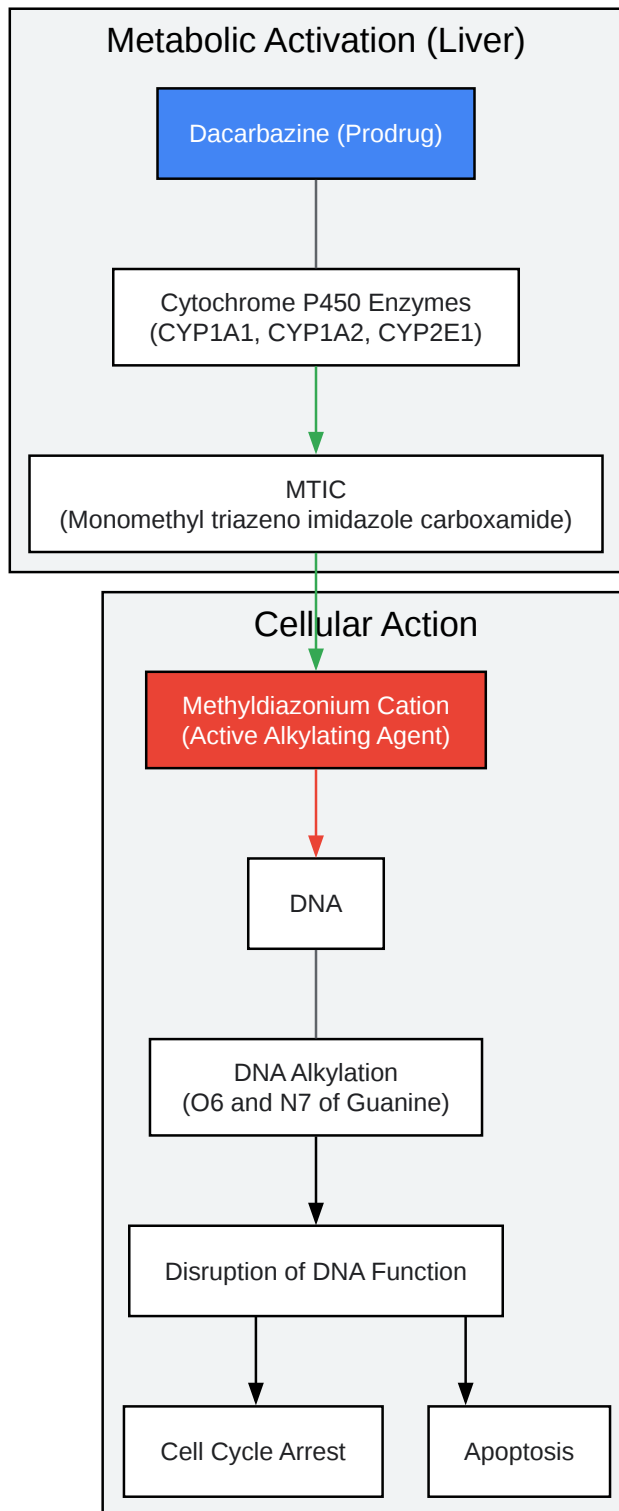 Metabolic Activation (Liver)
Dacarbazine (Prodrug)
Cytochrome P450 Enzymes
(CYP1A1, CYP1A2, CYP2E1)
MTIC
(Monomethyl triazeno imidazole carboxamide)
Cellular Action
Methyldiazonium Cation
(Active Alkylating Agent)
DNA
DNA Alkylation
(O6 and N7 of Guanine)
Disruption of DNA Function
Cell Cycle Arrest
Apoptosis